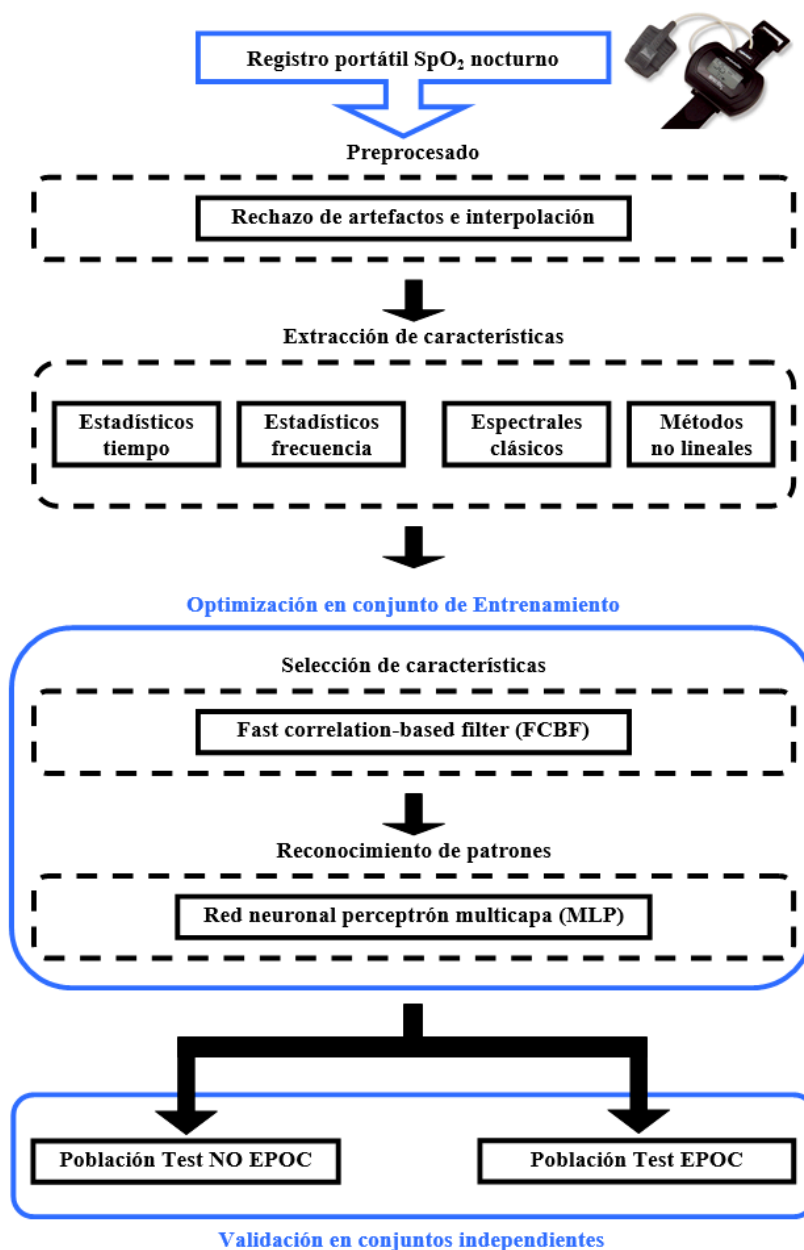 Registro portátil SpO₂ nocturno
Preprocesado
Rechazo de artefactos e interpolación
Extracción de características
Estadísticos
tiempo
Estadísticos
frecuencia
Espectrales
clásicos
Métodos
no lineales
Optimización en conjunto de Entrenamiento
Selección de características
Fast correlation-based filter (FCBF)
Reconocimiento de patrones
Red neuronal perceptrón multicapa (MLP)
Población Test NO EPOC
Población Test EPOC
Validación en conjuntos independientes